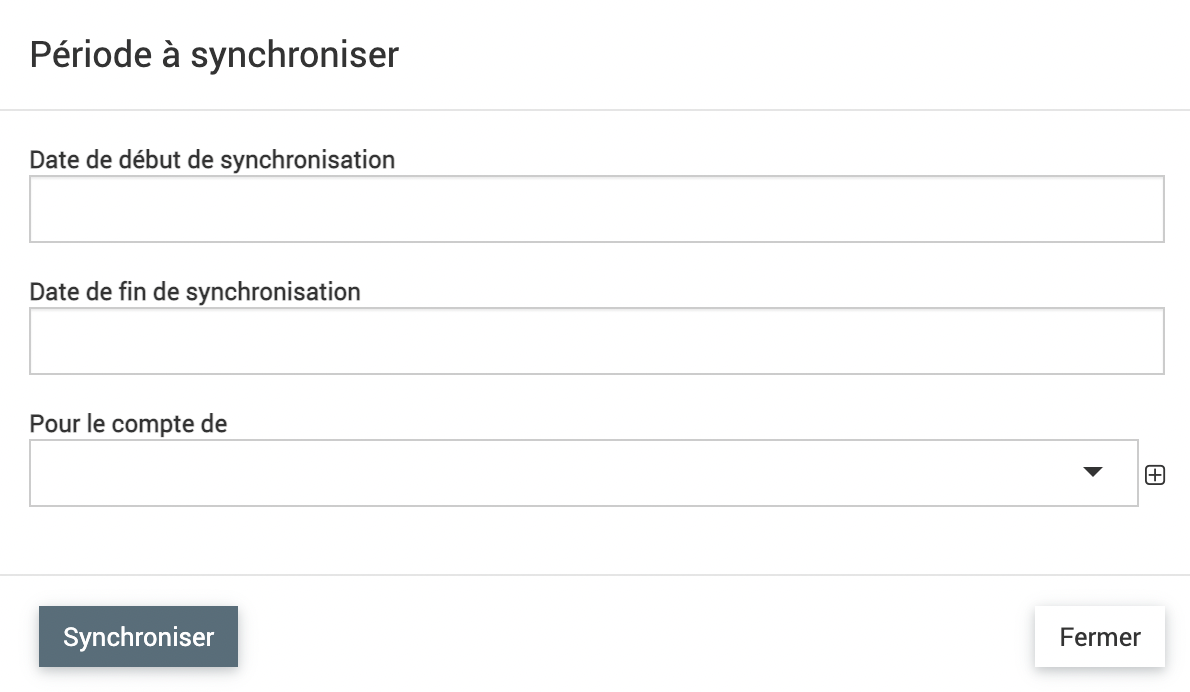 Période à synchroniser
Date de début de synchronisation
Date de fin de synchronisation
Pour le compte de
Synchroniser
Fermer